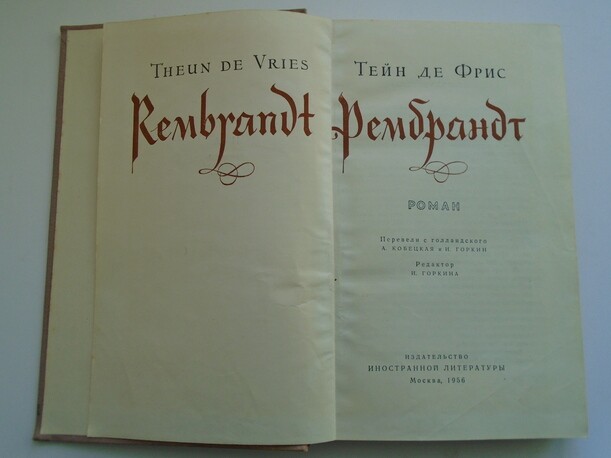 THEUN DE VRIES
Rembrandt
ТЕЙН ДЕ ФРИС
Рембрандт
РОМАН
Перевели с голландского
А. КОВЕЦКАЯ и И. ГОРКИН
Редактор
Н. ГОРКИНА
ИЗДАТЕЛЬСТВО
ИНОСТРАННОЙ ЛИТЕРАТУРЫ
Москва, 1956